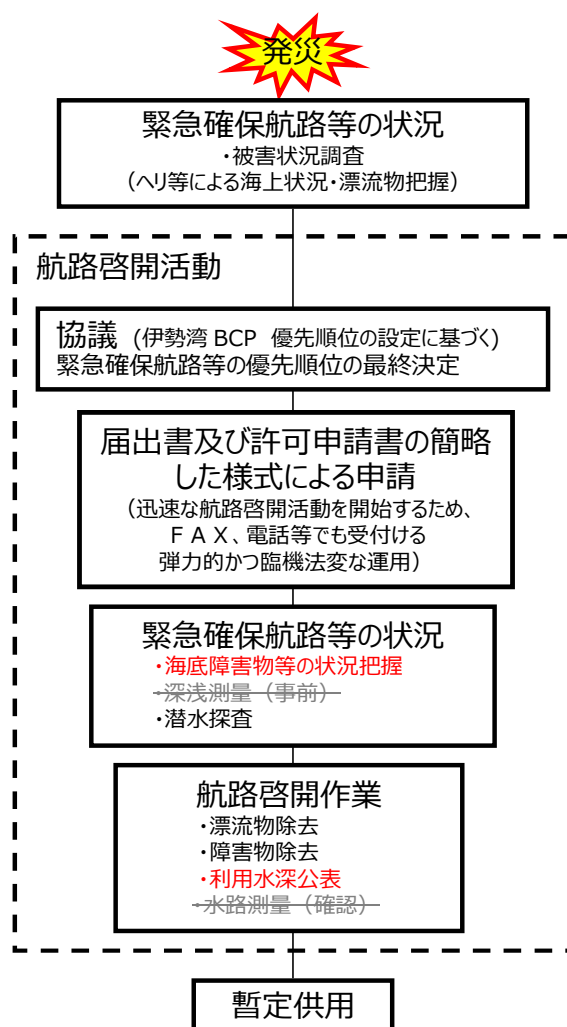 発災
緊急確保航路等の状況
・被害状況調査
（ヘリ等による海上状況・漂流物把握）
航路啓開活動
協議（伊勢湾 BCP 優先順位の設定に基づく）
緊急確保航路等の優先順位の最終決定
届出書及び許可申請書の簡略
した様式による申請
（迅速な航路啓開活動を開始するため、
ＦＡＸ、電話等でも受付ける
弾力的かつ臨機法変な運用）
緊急確保航路等の状況
・海底障害物等の状況把握
・深浅測量（事前）
・潜水探査
航路啓開作業
・漂流物除去
・障害物除去
・利用水深公表
・水路測量（確認）
暫定供用